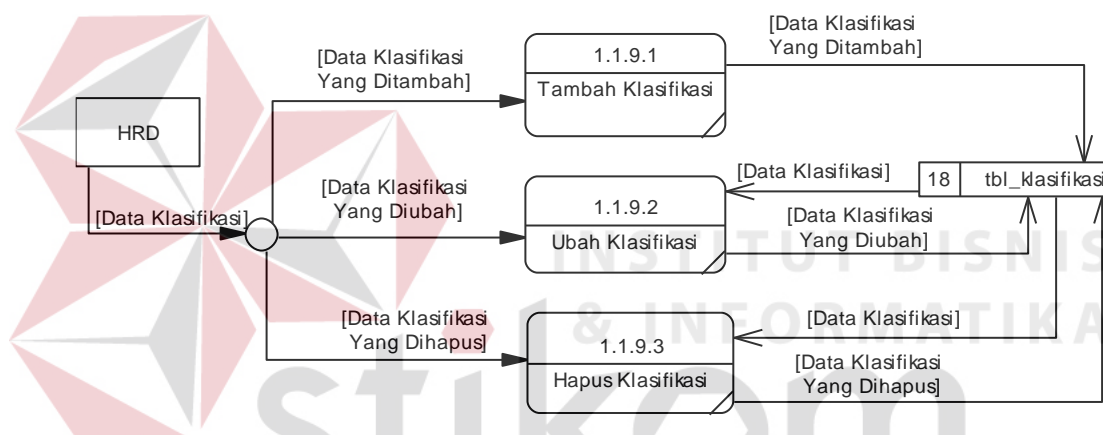 [Data Klasifikasi
Yang Ditambah]
1.1.9.1
Tambah Klasifikasi
[Data Klasifikasi
Yang Ditambah]
HRD
[Data Klasifikasi]
[Data Klasifikasi
Yang Diubah]
1.1.9.2
Ubah Klasifikasi
[Data Klasifikasi]
18 tbl_klasifikasi
[Data Klasifikasi
Yang Diubah]
INSTITUT BISNIS
& INFORMATIKA
[Data Klasifikasi
Yang Dihapus]
1.1.9.3
Hapus Klasifikasi
[Data Klasifikasi]
[Data Klasifikasi
Yang Dihapus]
stikom